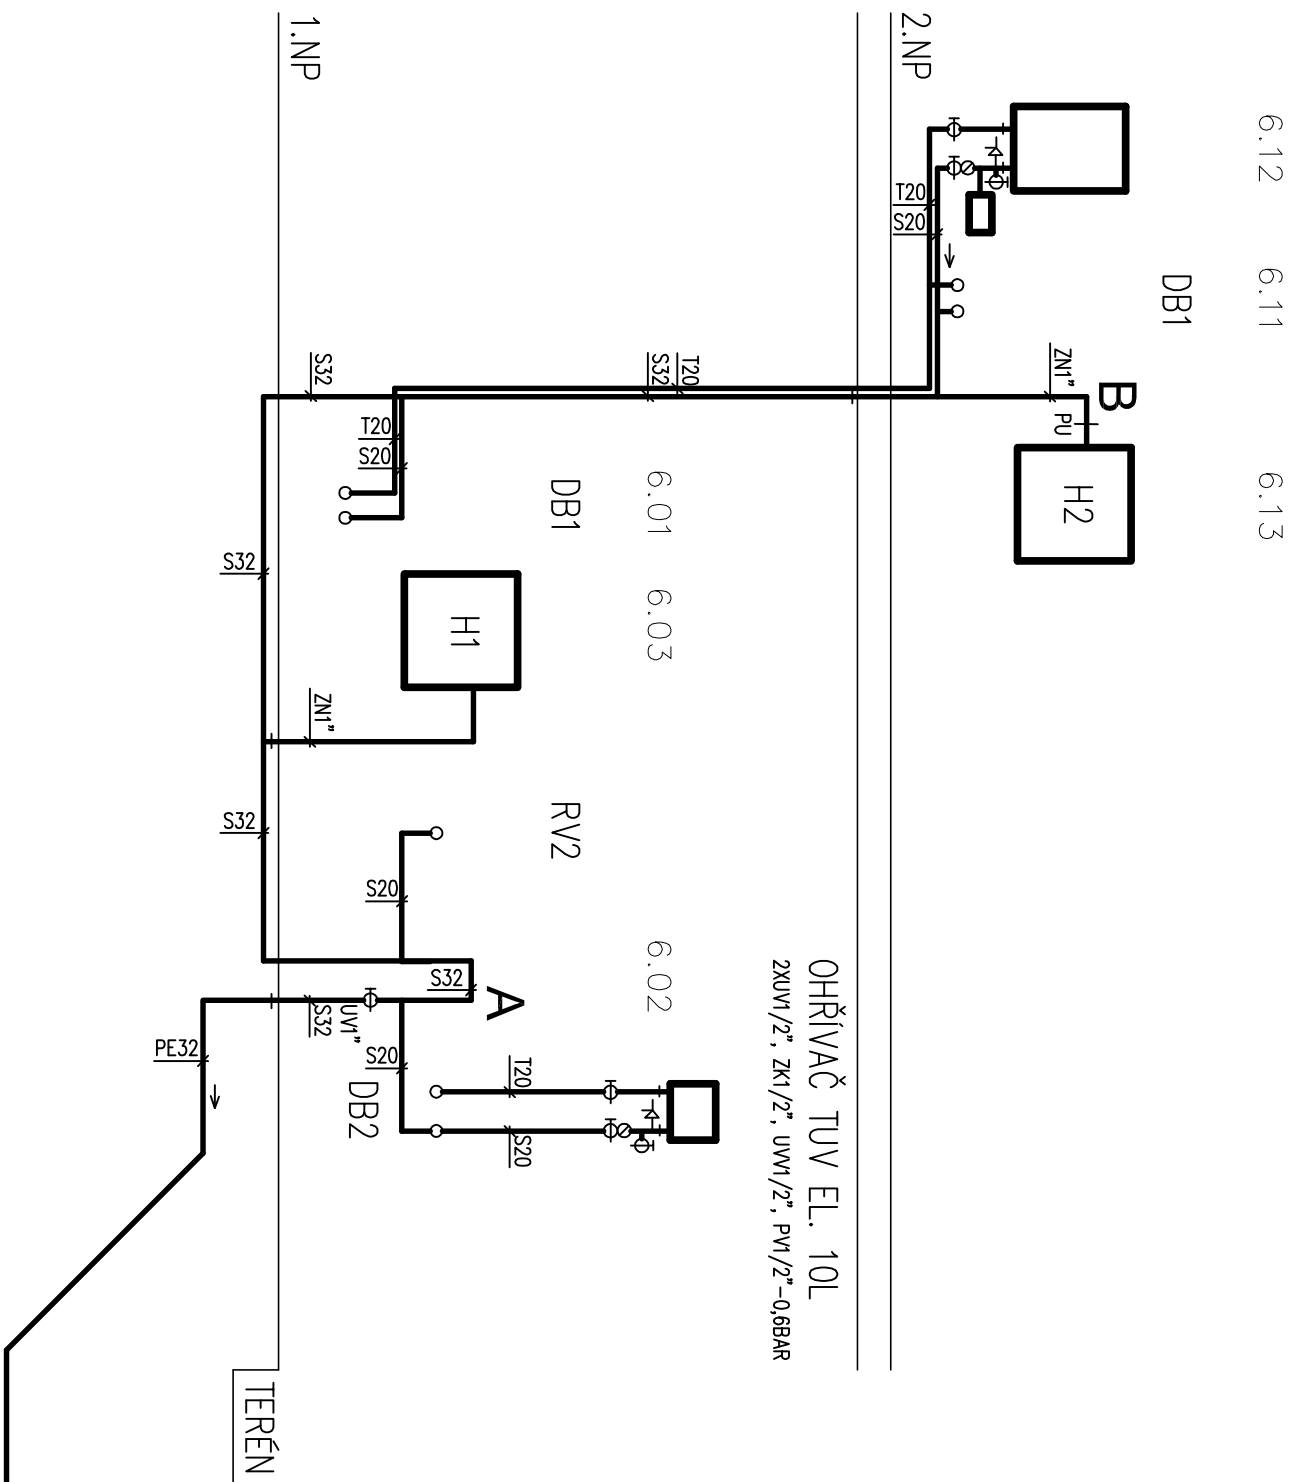 6.12
6.11
6.13
DB1
B
2.NP
T20
S20
ZN1"
PU
H2
T20
S32
6.01
6.03
6.02
DB1
RV2
OHŘÍVAČ TUV EL. 10L
2XUV1/2", ZK1/2", UVV1/2", PV1/2"-0,6BAR
H1
A
S32
T20
S20
T20
S20
S20
S20
DB2
UV1"
S32
1.NP
S32
ZN1"
S32
S32
PE32
TERÉN